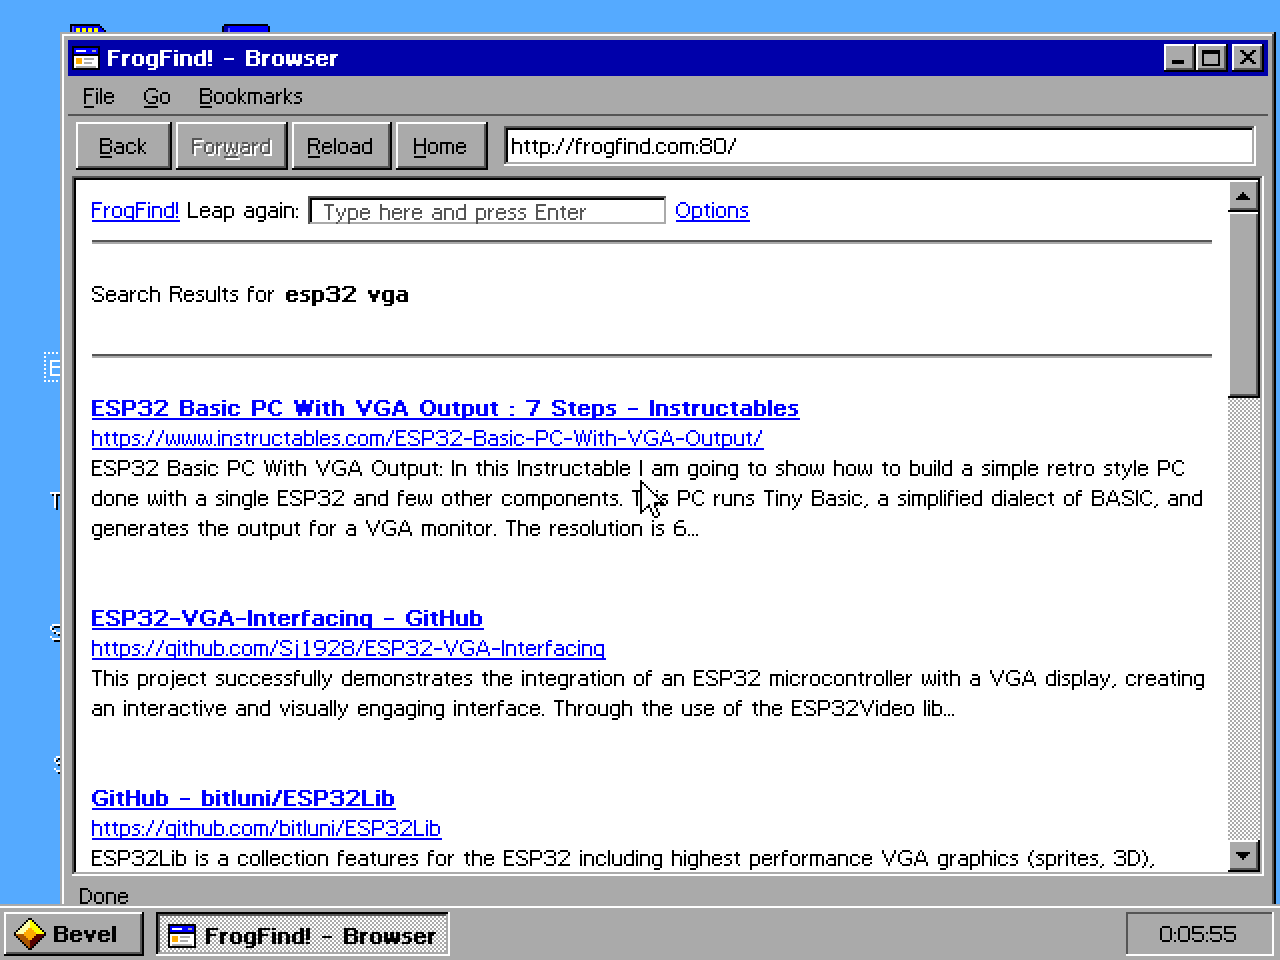 FrogFind! - Browser
File Go Bookmarks
Back Forward Reload Home http://frogfind.com:80/
FrogFind! Leap again: Type here and press Enter Options
Search Results for esp32 vga
ESP32 Basic PC With VGA Output : 7 Steps - Instructables
https://www.instructables.com/ESP32-Basic-PC-With-VGA-Output/
ESP32 Basic PC With VGA Output: In this Instructable I am going to show how to build a simple retro style PC
done with a single ESP32 and few other components. This PC runs Tiny Basic, a simplified dialect of BASIC, and
generates the output for a VGA monitor. The resolution is 6...
ESP32-VGA-Interfacing - GitHub
https://github.com/Sj1928/ESP32-VGA-Interfacing
This project successfully demonstrates the integration of an ESP32 microcontroller with a VGA display, creating
an interactive and visually engaging interface. Through the use of the ESP32Video lib...
GitHub - bitluni/ESP32Lib
https://github.com/bitluni/ESP32Lib
ESP32Lib is a collection features for the ESP32 including highest performance VGA graphics (sprites, 3D),
Done
Bevel FrogFind! - Browser 0:05:55